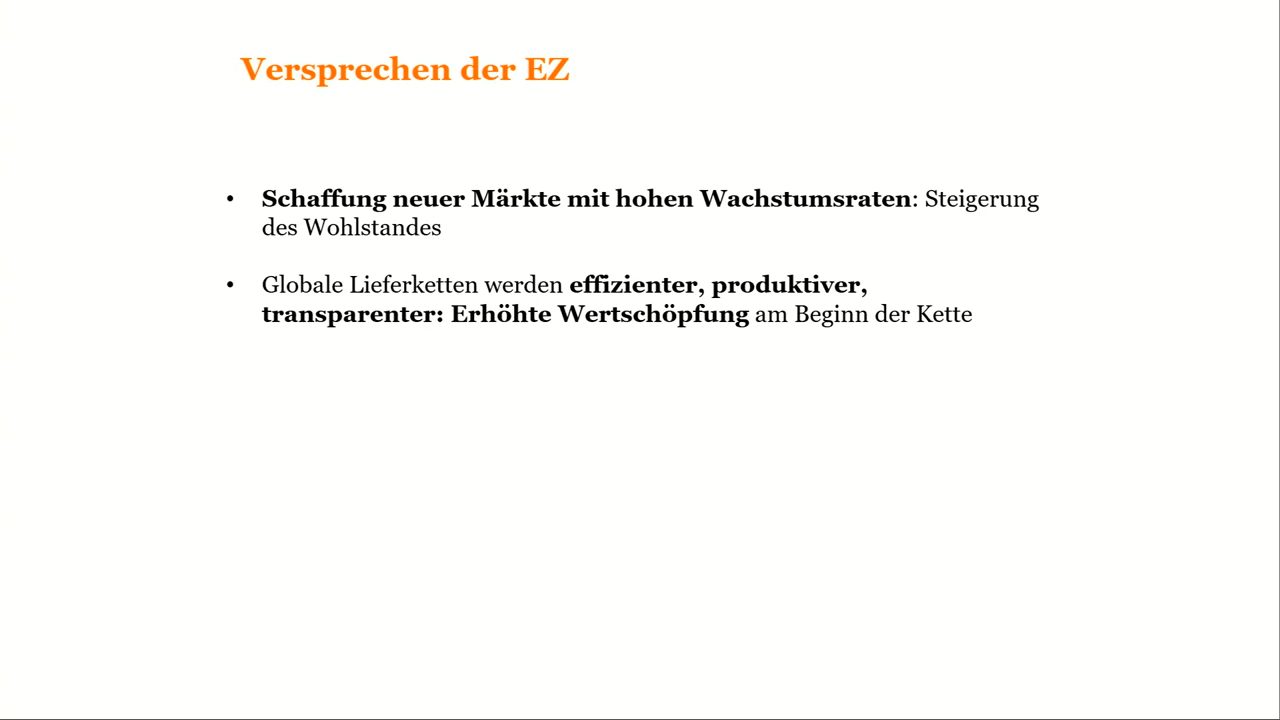 Versprechen der EZ
• Schaffung neuer Märkte mit hohen Wachstumsraten: Steigerung
des Wohlstandes
• Globale Lieferketten werden effizienter, produktiver,
transparenter: Erhöhte Wertschöpfung am Beginn der Kette